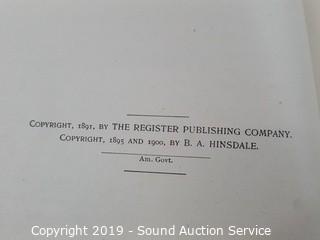 Copyright, 1891, by THE REGISTER PUBLISHING COMPANY.
Copyright, 1895 and 1900, by B. A. HINSDALE.
Am. Govt.
Copyright 2019 - Sound Auction Service